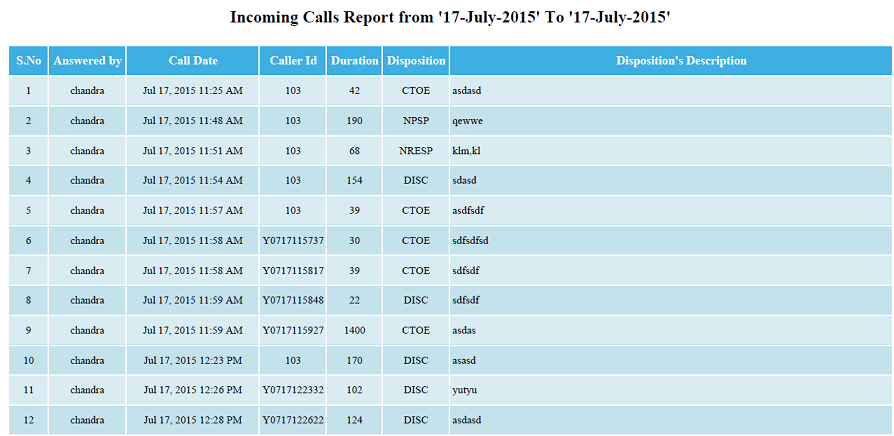 Incoming Calls Report from '17-July-2015' To '17-July-2015'
S.No Answered by Call Date Caller Id Duration Disposition Disposition's Description
1 chandra Jul 17, 2015 11:25 AM 103 42 CTOE asdasd
2 chandra Jul 17, 2015 11:48 AM 103 190 NPSP qewwe
3 chandra Jul 17, 2015 11:51 AM 103 68 NRESP klm,kl
4 chandra Jul 17, 2015 11:54 AM 103 154 DISC sdasd
5 chandra Jul 17, 2015 11:57 AM 103 39 CTOE asdfsdf
6 chandra Jul 17, 2015 11:58 AM Y0717115737 30 CTOE sdfsdfsd
7 chandra Jul 17, 2015 11:58 AM Y0717115817 39 CTOE sdfsdf
8 chandra Jul 17, 2015 11:59 AM Y0717115848 22 DISC sdfsdf
9 chandra Jul 17, 2015 11:59 AM Y0717115927 1400 CTOE asdas
10 chandra Jul 17, 2015 12:23 PM 103 170 DISC asasd
11 chandra Jul 17, 2015 12:26 PM Y0717122332 102 DISC yutyu
12 chandra Jul 17, 2015 12:28 PM Y0717122622 124 DISC asdasd